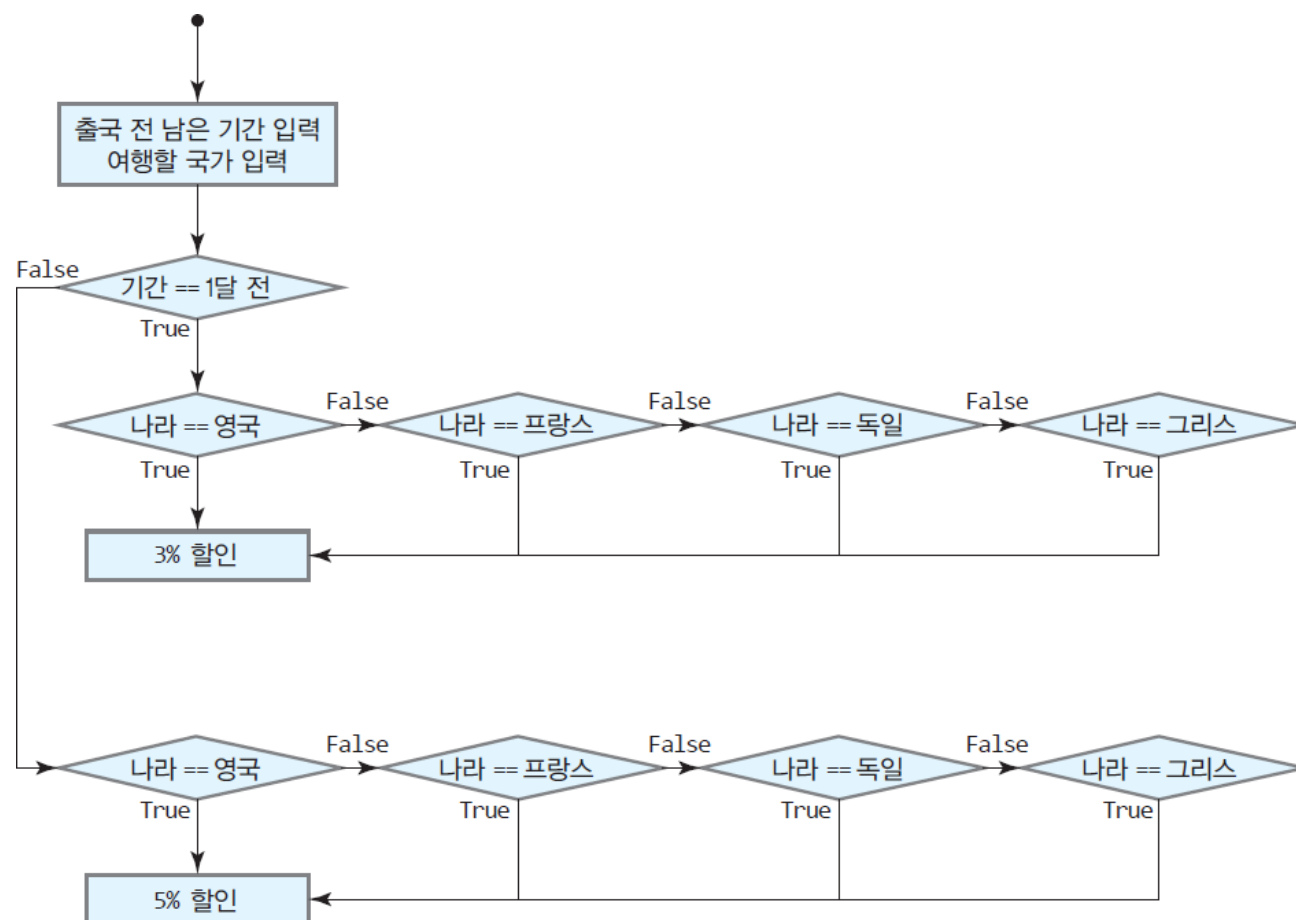 출국 전 남은 기간 입력
여행할 국가 입력
False
기간 == 1달 전
True
나라 == 영국
False
나라 == 프랑스
False
나라 == 독일
False
나라 == 그리스
True
True
True
True
3% 할인
나라 == 영국
False
나라 == 프랑스
False
나라 == 독일
False
나라 == 그리스
True
True
True
True
5% 할인